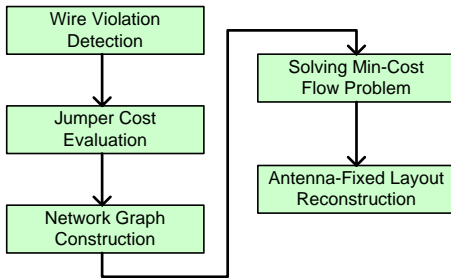 Wire Violation
Detection
Jumper Cost
Evaluation
Network Graph
Construction
Solving Min-Cost
Flow Problem
Antenna-Fixed Layout
Reconstruction